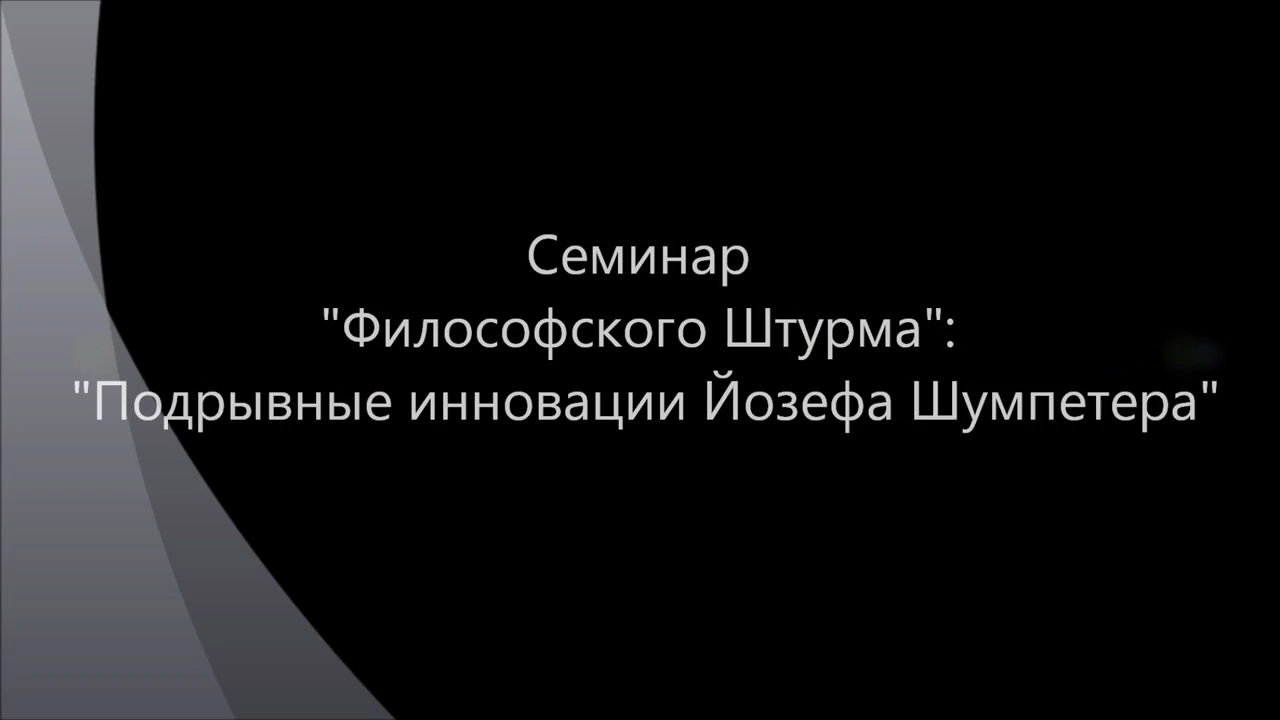 Семинар
"Философского Штурма":
"Подрывные инновации Йозефа Шумпетера"